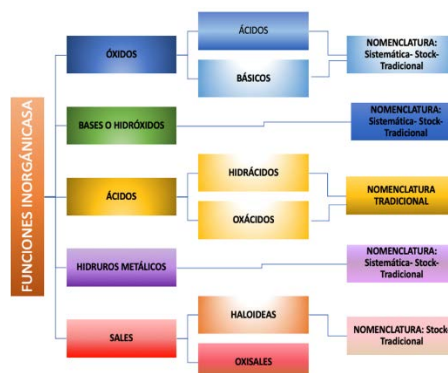 FUNCIONES INORGÁNICASA
ÓXIDOS
ÁCIDOS
BÁSICOS
NOMENCLATURA:
Sistemática- Stock-
Tradicional
BASES O HIDRÓXIDOS
NOMENCLATURA:
Sistemática- Stock-
Tradicional
ÁCIDOS
HIDRÁCIDOS
OXÁCIDOS
NOMENCLATURA
TRADICIONAL
HIDRUROS METÁLICOS
NOMENCLATURA:
Sistemática- Stock-
Tradicional
SALES
HALOIDEAS
OXISALES
NOMENCLATURA: Stock-
Tradicional